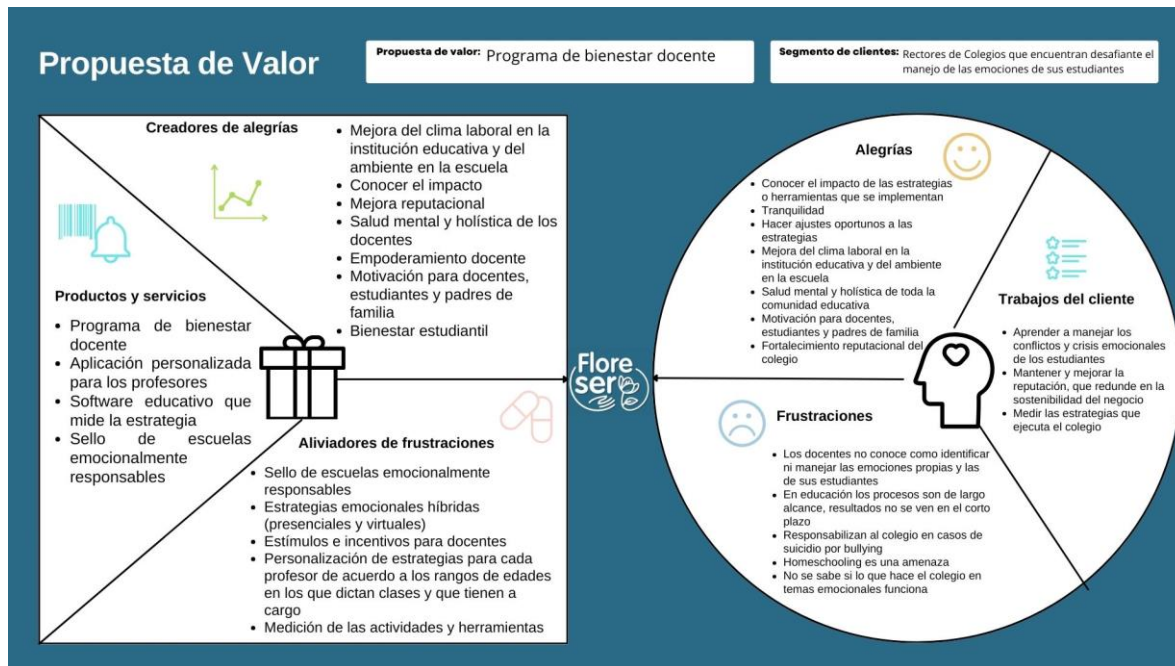 Propuesta de Valor
Propuesta de valor: Programa de bienestar docente
Segmento de clientes: Rectores de Colegios que encuentran desafiante el
manejo de las emociones de sus estudiantes
Creadores de alegrías
• Mejora del clima laboral en la
institución educativa y del
ambiente en la escuela
• Conocer el impacto
• Mejora reputacional
• Salud mental y holística de los
docentes
• Empoderamiento docente
• Motivación para docentes,
estudiantes y padres de
familia
• Bienestar estudiantil
Productos y servicios
• Programa de bienestar
docente
• Aplicación personalizada
para los profesores
• Software educativo que
mide la estrategia
• Sello de escuelas
emocionalmente
responsables
Aliviadores de frustraciones
• Sello de escuelas emocionalmente
responsables
• Estrategias emocionales híbridas
(presenciales y virtuales)
• Estímulos e incentivos para docentes
• Personalización de estrategias para cada
profesor de acuerdo a los rangos de edades
en los que dictan clases y que tienen a
cargo
• Medición de las actividades y herramientas
Flore
ser
Alegrías
• Conocer el impacto de las estrategias
o herramientas que se implementan
• Tranquilidad
• Hacer ajustes oportunos a las
estrategias
• Mejora del clima laboral en la
institución educativa y del ambiente
en la escuela
• Salud mental y holística de toda la
comunidad educativa
• Motivación para docentes,
estudiantes y padres de familia
• Fortalecimiento reputacional del
colegio
Trabajos del cliente
• Aprender a manejar los
conflictos y crisis emocionales
de los estudiantes
• Mantener y mejorar la
reputación, que redunde en la
sostenibilidad del negocio
• Medir las estrategias que
ejecuta el colegio
Frustraciones
• Los docentes no conoce como identificar
ni manejar las emociones propias y las
de sus estudiantes
• En educación los procesos son de largo
alcance, resultados no se ven en el corto
plazo
• Responsabilizan al colegio en casos de
suicidio por bullying
• Homeschooling es una amenaza
• No se sabe si lo que hace el colegio en
temas emocionales funciona